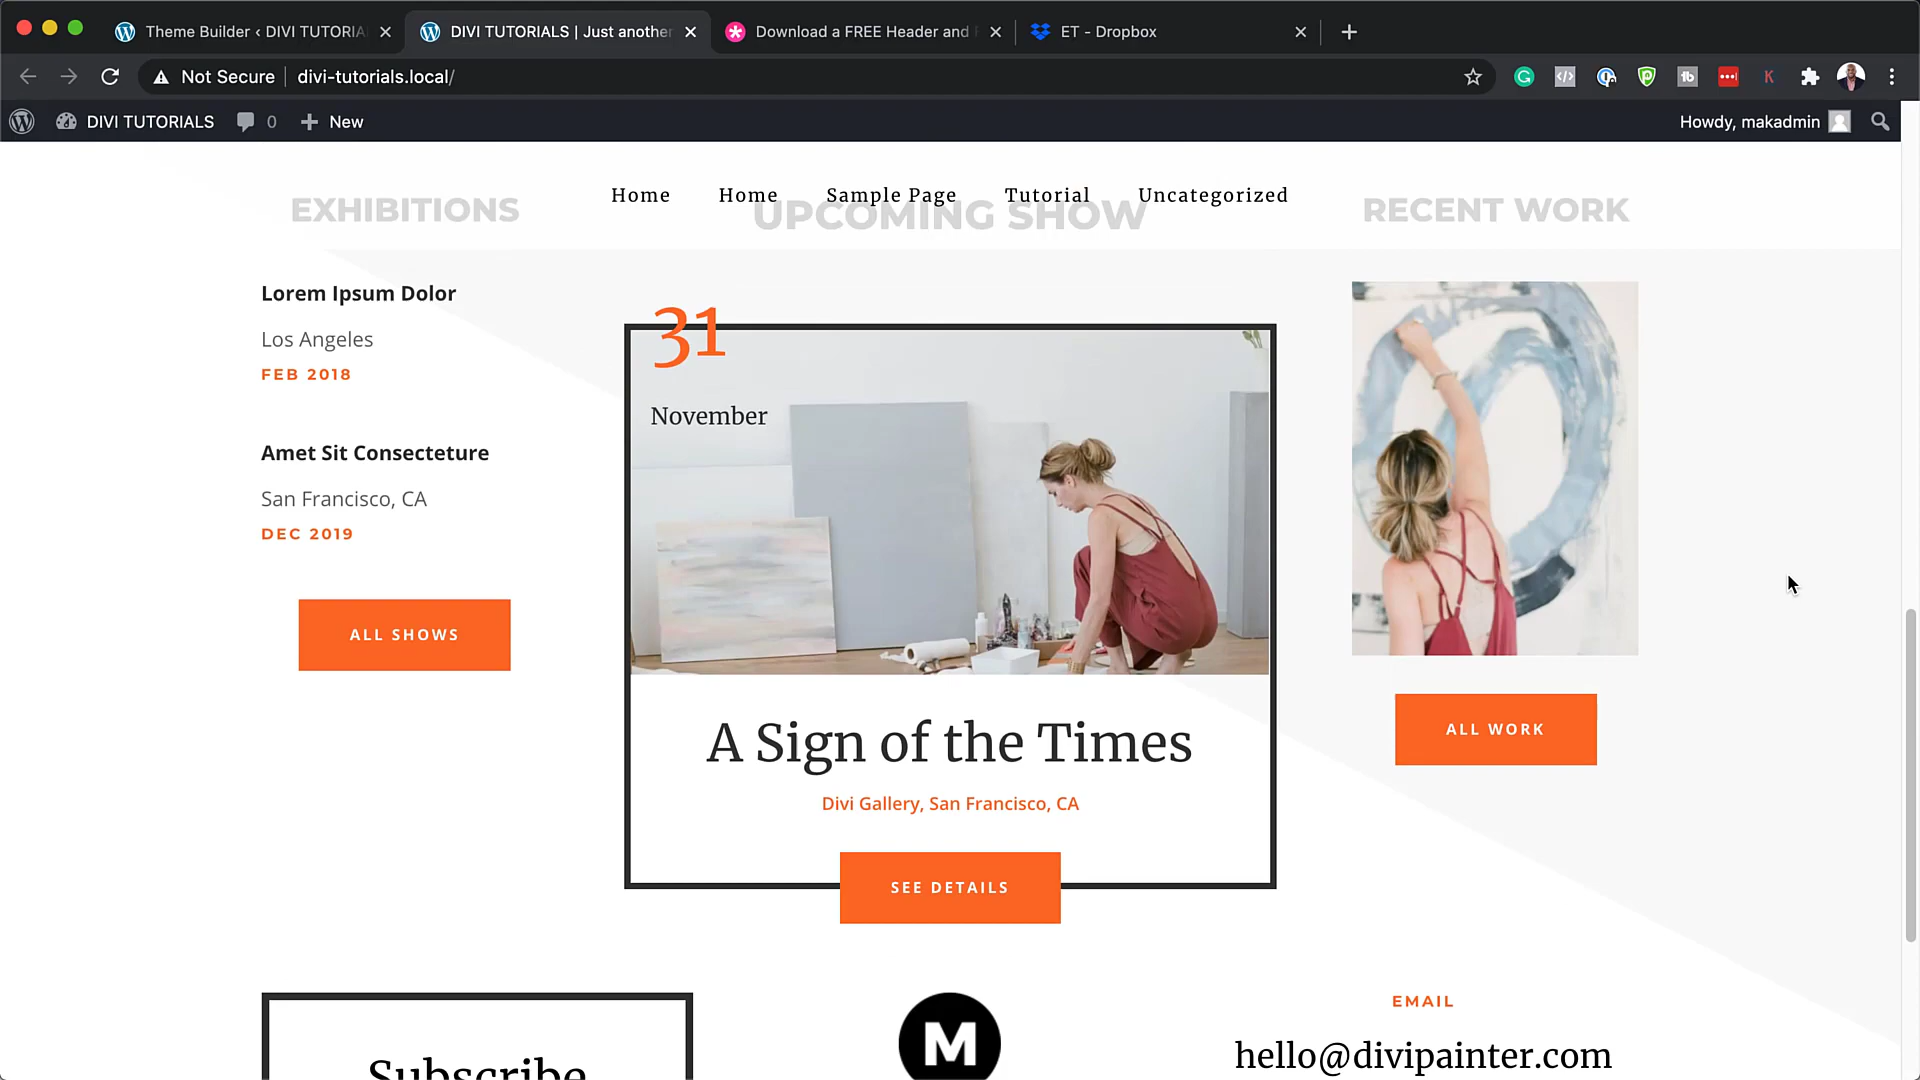 Theme Builder ‹ DIVI TUTORIA
DIVI TUTORIALS | Just another
Download a FREE Header and
ET - Dropbox
Not Secure
divi-tutorials.local/
DIVI TUTORIALS
0
New
Howdy, makadmin
Home
Home
Sample Page
Tutorial
Uncategorized
EXHIBITIONS
UPCOMING SHOW
RECENT WORK
Lorem Ipsum Dolor
Los Angeles
FEB 2018
Amet Sit Consecteture
San Francisco, CA
DEC 2019
ALL SHOWS
31
November
A Sign of the Times
Divi Gallery, San Francisco, CA
SEE DETAILS
ALL WORK
Subscribe
M
EMAIL
hello@divipainter.com